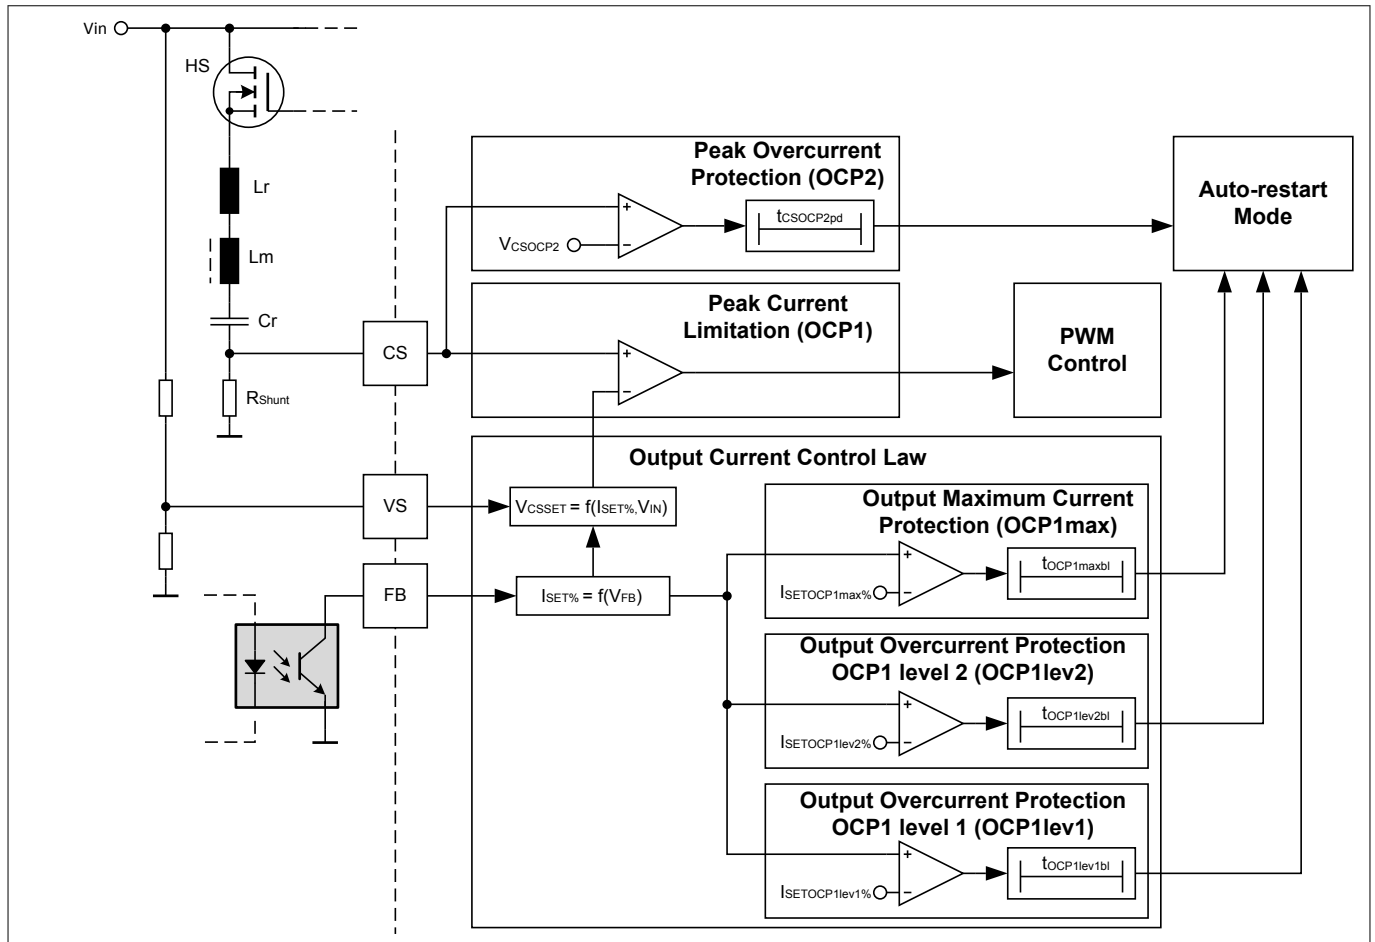 Vin
HS
Lr
Lm
Cr
RShunt
CS
VS
FB
Peak Overcurrent
Protection (OCP2)
VCSOCP2
tCSOCP2pd
Auto-restart
Mode
Peak Current
Limitation (OCP1)
PWM
Control
Output Current Control Law
VCSSET = f(ISET%,VIN)
ISET% = f(VFB)
Output Maximum Current
Protection (OCP1max)
ISETOCP1max%
tOCP1maxbl
Output Overcurrent Protection
OCP1 level 2 (OCP1lev2)
ISETOCP1lev2%
tOCP1lev2bl
Output Overcurrent Protection
OCP1 level 1 (OCP1lev1)
ISETOCP1lev1%
tOCP1lev1bl